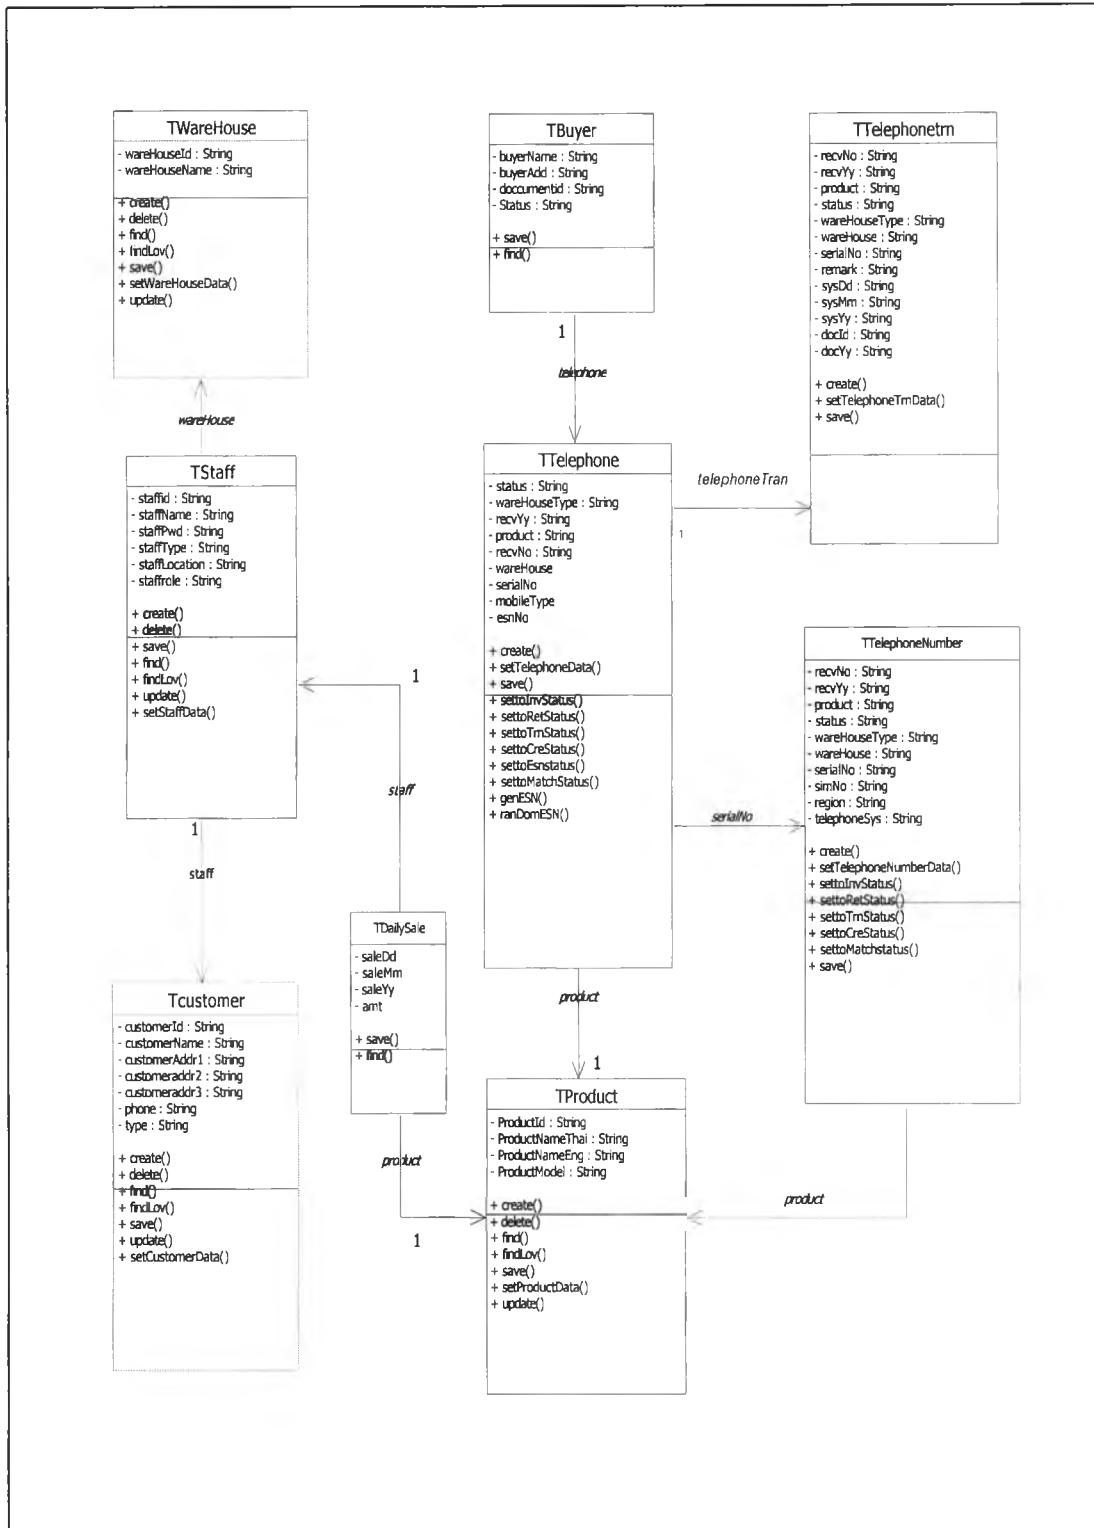 TWareHouse
- wareHouseId : String
- wareHouseName : String
+ create()
+ delete()
+ find()
+ findLov()
+ save()
+ setWareHouseData()
+ update()
TBuyer
- buyerName : String
- buyerAdd : String
- doccumentid : String
- Status : String
+ save()
+ find()
TTelephonetrn
- recvNo : String
- recvYy : String
- product : String
- status : String
- wareHouseType : String
- wareHouse : String
- serialNo : String
- remark : String
- sysDd : String
- sysMm : String
- sysYy : String
- docId : String
- docYy : String
+ create()
+ setTelephoneTrnData()
+ save()
1
telephone
wareHouse
TStaff
- staffid : String
- staffName : String
- staffPwd : String
- staffType : String
- staffLocation : String
- staffrole : String
+ create()
+ delete()
+ save()
+ find()
+ findLov()
+ update()
+ setStaffData()
TTelephone
- status : String
- wareHouseType : String
- recvYy : String
- product : String
- recvNo : String
- wareHouse
- serialNo
- mobileType
- esnNo
+ create()
+ setTelephoneData()
+ save()
+ settoInvStatus()
+ settoRetStatus()
+ settoTrnStatus()
+ settoCreStatus()
+ settoEsnstatus()
+ settoMatchStatus()
+ genESN()
+ ranDomESN()
telephoneTran
1
TTelephoneNumber
- recvNo : String
- recvYy : String
- product : String
- status : String
- wareHouseType : String
- wareHouse : String
- serialNo : String
- simNo : String
- region : String
- telephoneSys : String
+ create()
+ setTelephoneNumberData()
+ settoInvStatus()
+ settoRetStatus()
+ settoTrnStatus()
+ settoCreStatus()
+ settoMatchstatus()
+ save()
1
staff
serialNo
1
staff
TDailySale
- saleDd
- saleMm
- saleYy
- amt
+ save()
+ find()
product
1
Tcustomer
- customerId : String
- customerName : String
- customerAddr1 : String
- customeraddr2 : String
- customeraddr3 : String
- phone : String
- type : String
+ create()
+ delete()
+ find()
+ findLov()
+ save()
+ update()
+ setCustomerData()
TProduct
- ProductId : String
- ProductNameThai : String
- ProductNameEng : String
- ProductModel : String
+ create()
+ delete()
+ find()
+ findLov()
+ save()
+ setProductData()
+ update()
product
1
product